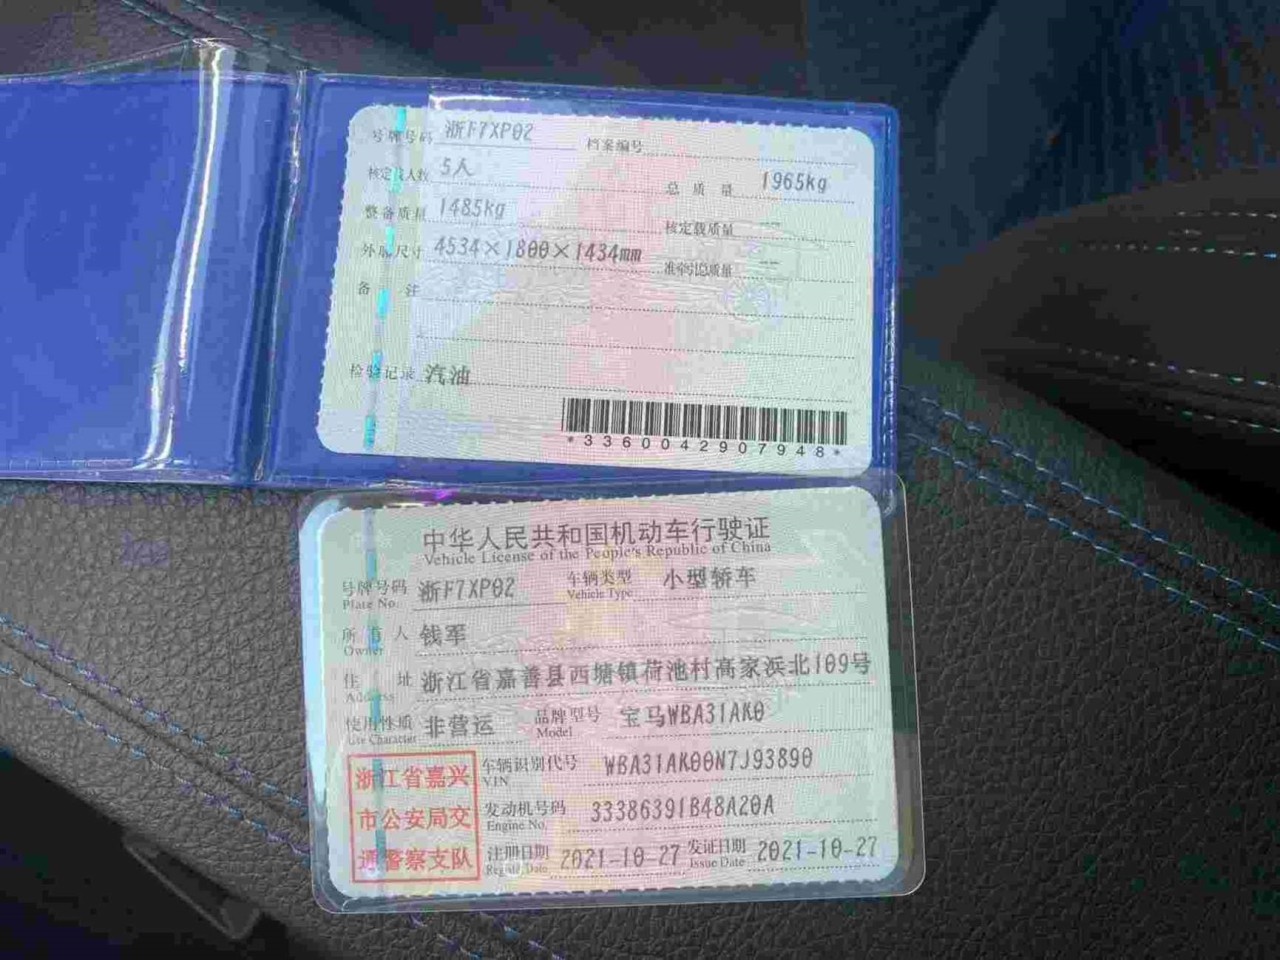 号牌号码 浙F7XP02 档案编号
核定载人数 5人 总质量 1965kg
整备质量 1485kg 核定载质量 --
外廓尺寸 4534×1800×1434mm 准牵引总质量 --
备注
检验记录 汽油
*3360042907948*
中华人民共和国机动车行驶证
Vehicle License of the People's Republic of China
号牌号码 浙F7XP02 车辆类型 小型轿车
Plate No. Vehicle Type
所有人 钱军
Owner
住址 浙江省嘉善县西塘镇荷池村高家浜北109号
Address
使用性质 非营运 品牌型号 宝马WBA31AK0
Use Character Model
浙江省嘉兴
市公安局交
通警察支队
车辆识别代号 WBA31AK00N7J93890
VIN
发动机号码 33386391B48A20A
Engine No.
注册日期 2021-10-27 发证日期 2021-10-27
Register Date Issue Date